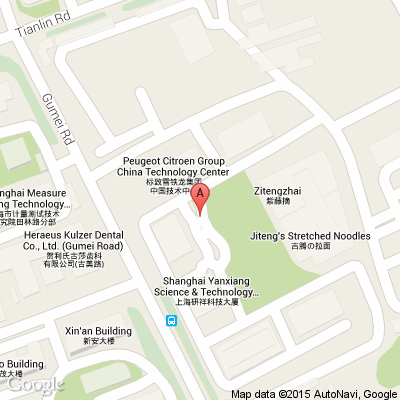 Tianlin Rd
Gumei Rd
Peugeot Citroen Group
China Technology Center
标致雪铁龙集团
中国技术中
A
Zitengzhai
紫藤摘
nghai Measure
ng Technology...
海市计量测试技术
究院田林路分部
Heraeus Kulzer Dental
Co., Ltd. (Gumei Road)
贺利氏古莎齿科
有限公司(古美路)
Jiteng's Stretched Noodles
吉腾の拉面
Shanghai Yanxiang
Science & Technology...
上海研祥科技大厦
Xin'an Building
新安大楼
o Building
茂大楼
Google
Map data ©2015 AutoNavi, Google